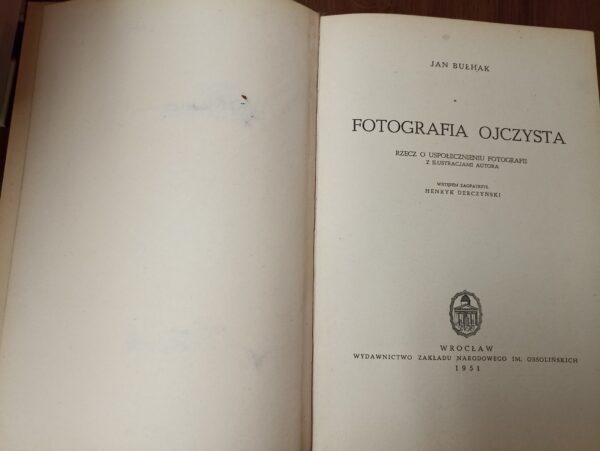 JAN BUŁHAK
FOTOGRAFIA OJCZYSTA
RZECZ O USPOŁECZNIENIU FOTOGRAFII
Z ILUSTRACJAMI AUTORA
WSTĘPEM ZAOPATRZYŁ
HENRYK DERCZYŃSKI
WROCŁAW
WYDAWNICTWO ZAKŁADU NARODOWEGO IM. OSSOLIŃSKICH
1951